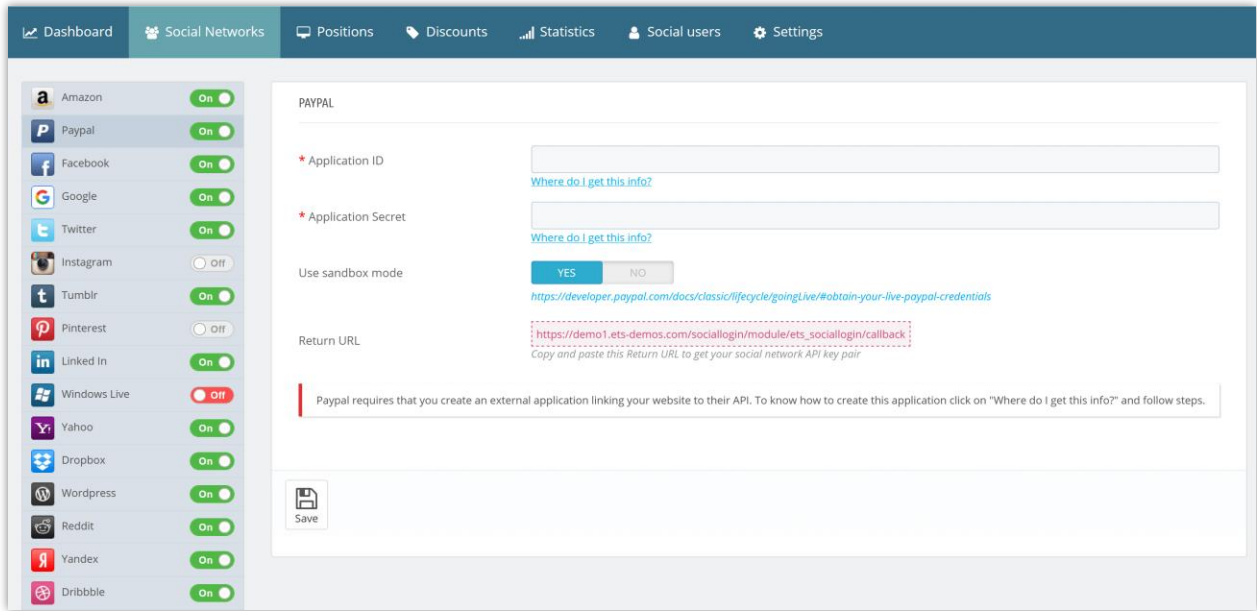 Dashboard
Social Networks
Positions
Discounts
Statistics
Social users
Settings
Amazon On
Paypal On
Facebook On
Google On
Twitter On
Instagram Off
Tumblr On
Pinterest Off
Linked In On
Windows Live Off
Yahoo On
Dropbox On
Wordpress On
Reddit On
Yandex On
Dribbble On
PAYPAL
* Application ID
Where do I get this info?
* Application Secret
Where do I get this info?
Use sandbox mode YES NO
https://developer.paypal.com/docs/classic/lifecycle/goingLive/#obtain-your-live-paypal-credentials
Return URL https://demo1.ets-demos.com/sociallogin/module/ets_sociallogin/callback
Copy and paste this Return URL to get your social network API key pair
Paypal requires that you create an external application linking your website to their API. To know how to create this application click on "Where do I get this info?" and follow steps.
Save